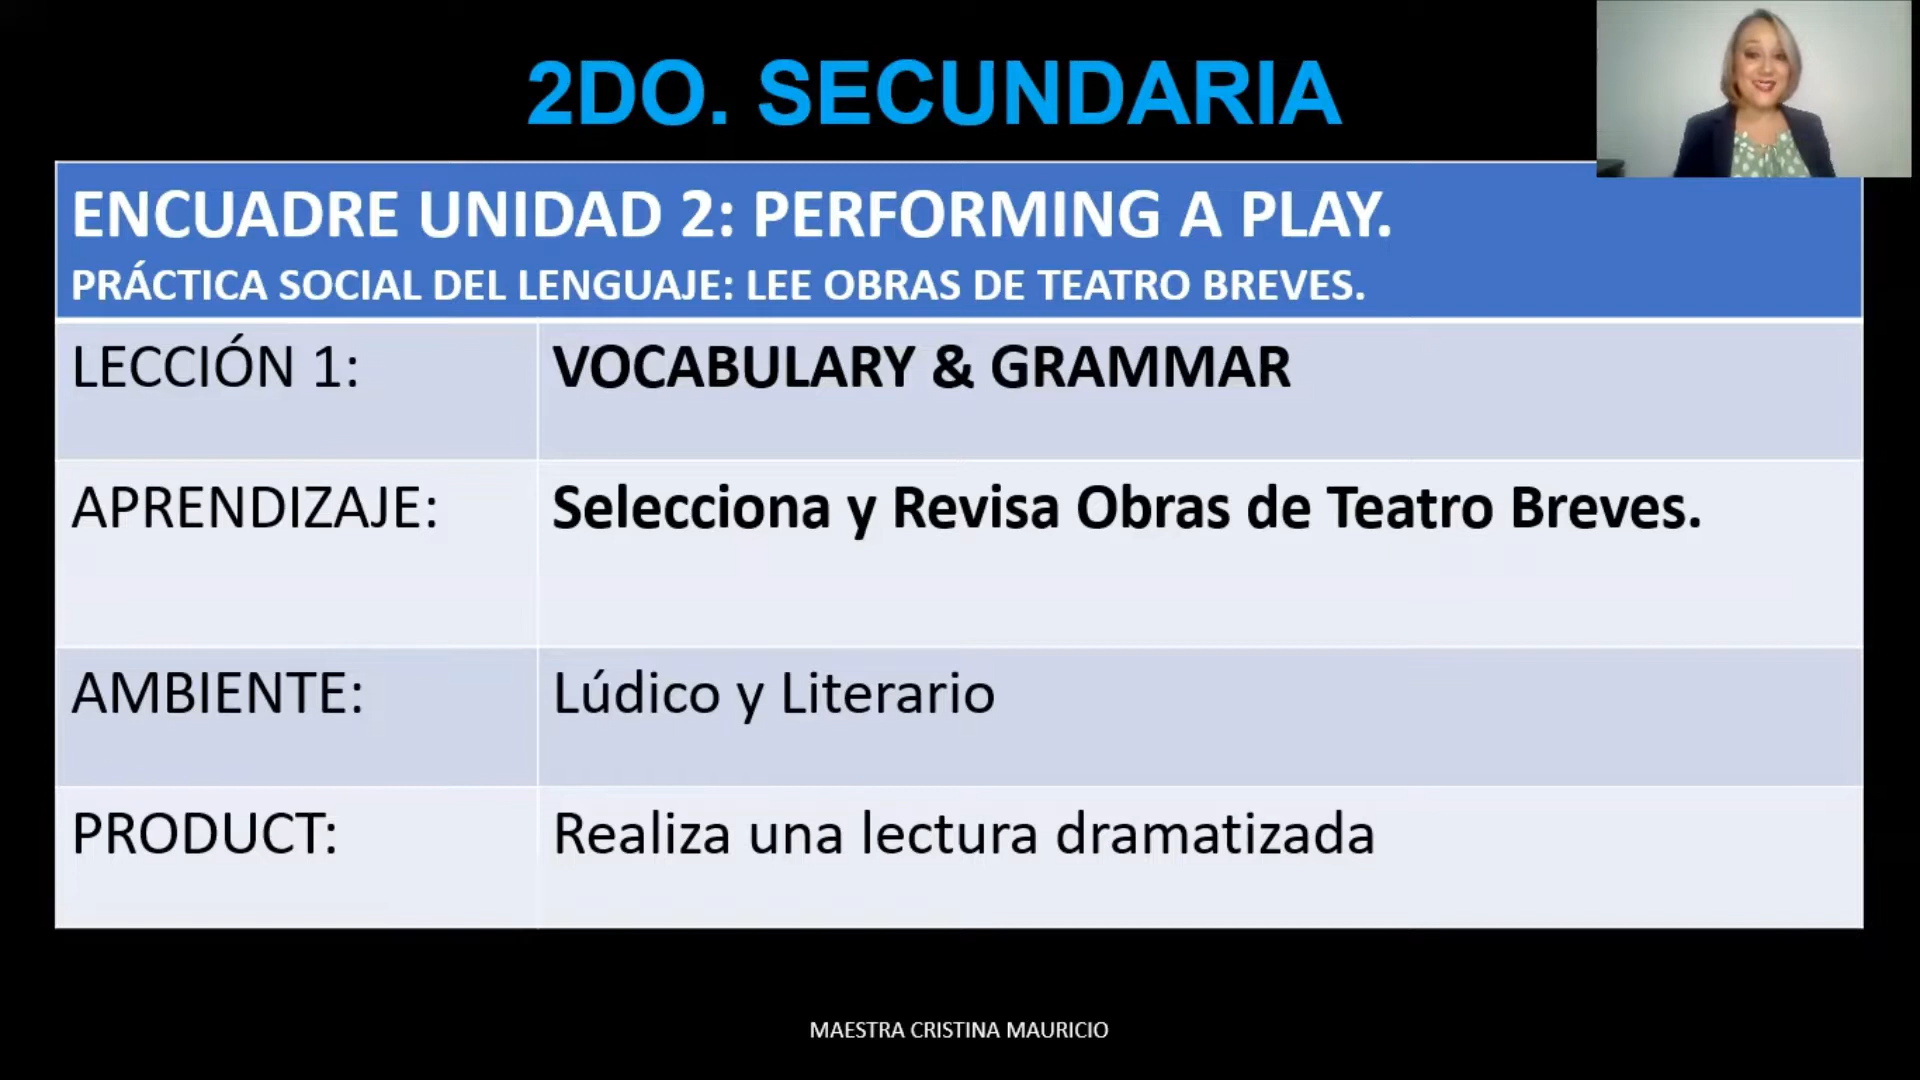 2DO. SECUNDARIA
ENCUADRE UNIDAD 2: PERFORMING A PLAY.
PRÁCTICA SOCIAL DEL LENGUAJE: LEE OBRAS DE TEATRO BREVES.
LECCIÓN 1: VOCABULARY & GRAMMAR
APRENDIZAJE: Selecciona y Revisa Obras de Teatro Breves.
AMBIENTE: Lúdico y Literario
PRODUCT: Realiza una lectura dramatizada
MAESTRA CRISTINA MAURICIO